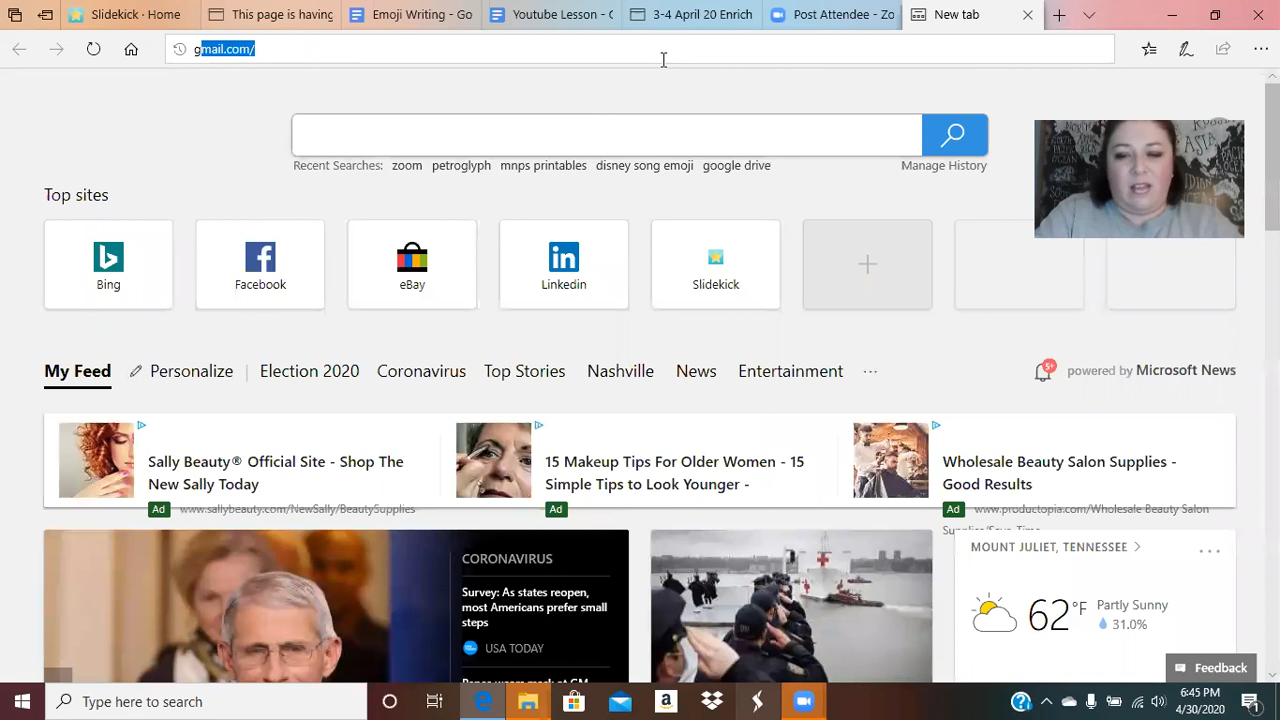 Slidekick · Home
This page is having
Emoji Writing - Go
Youtube Lesson - G
3-4 April 20 Enrich
Post Attendee - Zo
New tab
gmail.com/
Recent Searches: zoom petroglyph mnps printables disney song emoji google drive
Manage History
Top sites
Bing
Facebook
eBay
Linkedin
Slidekick
My Feed
Personalize
Election 2020
Coronavirus
Top Stories
Nashville
News
Entertainment
5+
powered by Microsoft News
Sally Beauty® Official Site - Shop The
New Sally Today
Ad www.sallybeauty.com/NewSally/BeautySupplies
15 Makeup Tips For Older Women - 15
Simple Tips to Look Younger -
Ad
Wholesale Beauty Salon Supplies -
Good Results
Ad www.productopia.com/Wholesale Beauty Salon
Supplies/Save-Time
CORONAVIRUS
Survey: As states reopen,
most Americans prefer small
steps
USA TODAY
MOUNT JULIET, TENNESSEE
62°F
Partly Sunny
31.0%
Feedback
Type here to search
6:45 PM
4/30/2020
1